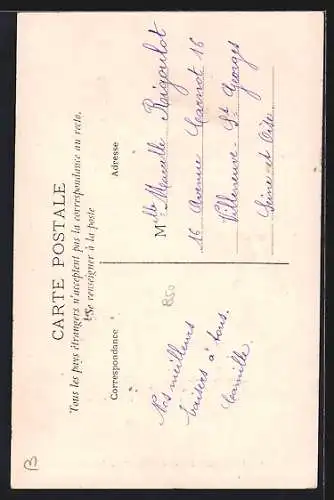 CARTE POSTALE
Tous les pays étrangers n'acceptent pas la correspondance au recto.
Se renseigner à la poste
Correspondance
Adresse
Nos meilleurs
baisers à tous.
Camille.
Mlle Marcelle Raigoulot
16 Avenue Carnot 16
Villeneuve-St Georges
Seine et Oise
850
B